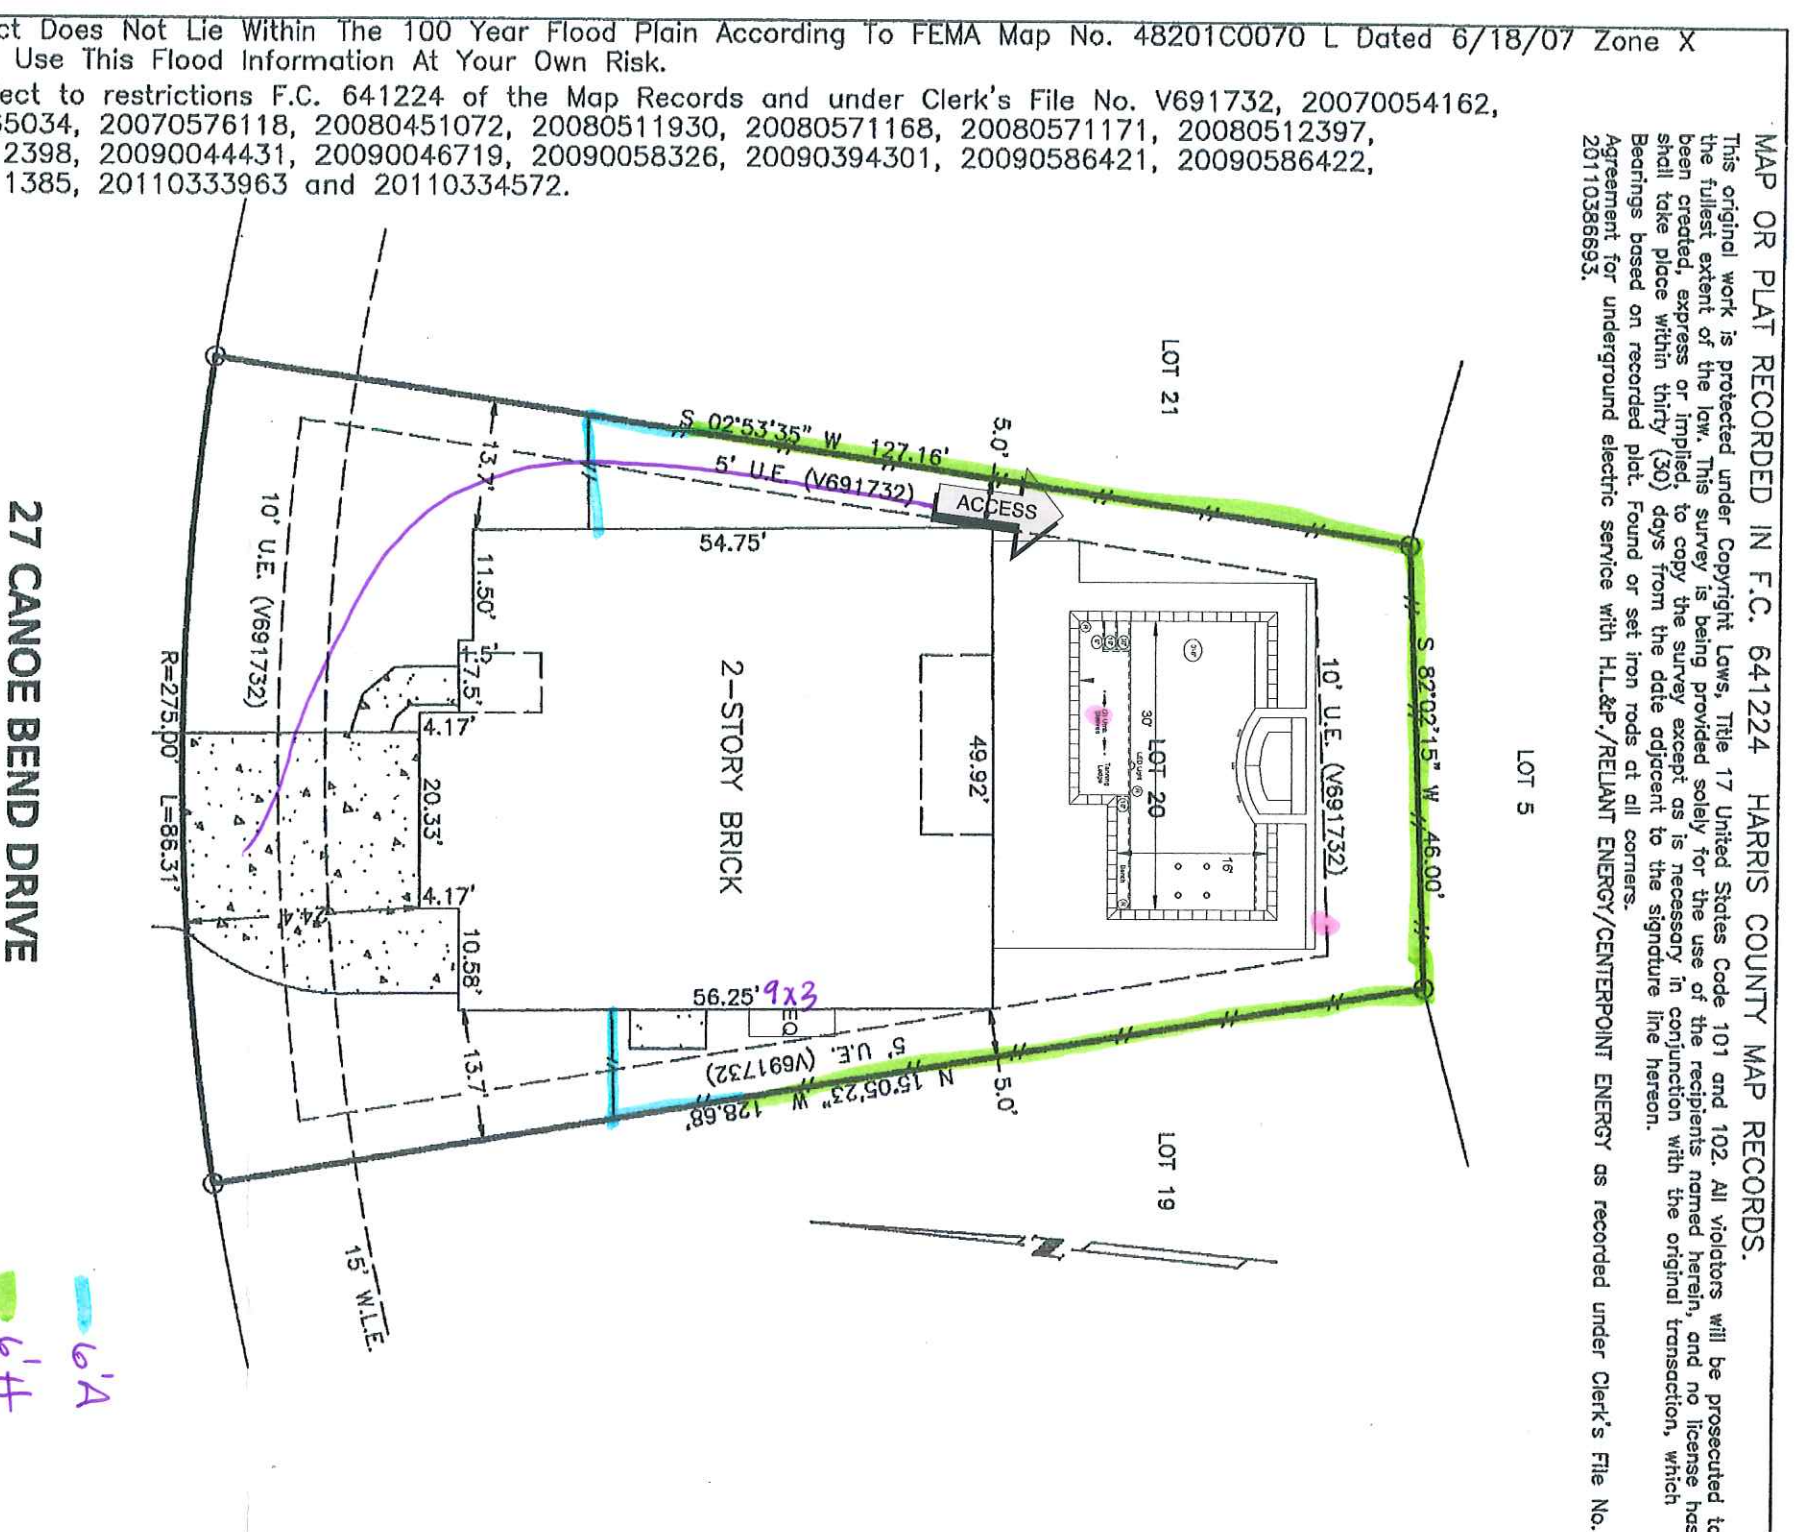 ct Does Not Lie Within The 100 Year Flood Plain According To FEMA Map No. 48201C0070 L Dated 6/18/07 Zone X
Use This Flood Information At Your Own Risk.
ect to restrictions F.C. 641224 of the Map Records and under Clerk's File No. V691732, 20070054162,
65034, 20070576118, 20080451072, 20080511930, 20080571168, 20080571171, 20080512397,
2398, 20090044431, 20090046719, 20090058326, 20090394301, 20090586421, 20090586422,
1385, 20110333963 and 20110334572.
MAP OR PLAT RECORDED IN F.C. 641224 HARRIS COUNTY MAP RECORDS.
This original work is protected under Copyright Laws, Title 17 United States Code 101 and 102. All violators will be prosecuted to
the fullest extent of the law. This survey is being provided solely for the use of the recipients named herein, and no license has
been created, express or implied, to copy the survey except as is necessary in conjunction with the original transaction, which
shall take place within thirty (30) days from the date adjacent to the signature line hereon.
Bearings based on recorded plat. Found or set iron rods at all corners.
Agreement for underground electric service with H.L.&P./RELIANT ENERGY/CENTERPOINT ENERGY as recorded under Clerk's File No.
20110386693.
LOT 21
LOT 5
LOT 19
S 02°53'35" W 127.16'
5' U.E. (V691732)
5.0'
ACCESS
S 82°02'15" W 46.00'
10' U.E. (V691732)
30'
LOT 20
LED Light
Tanning
Ledge
Bench
16'
13.7'
54.75'
11.50'
5'
7.5'
4.17'
20.33'
4.17'
10.58'
24.4
2-STORY BRICK
49.92'
56.25'
9x3
EQ
5' U.E. (V691732)
N 15°05'23" W 128.68'
5.0'
13.7'
10' U.E. (V691732)
R=275.00' L=86.31'
15' W.L.E.
N
27 CANOE BEND DRIVE
6'A
6'H